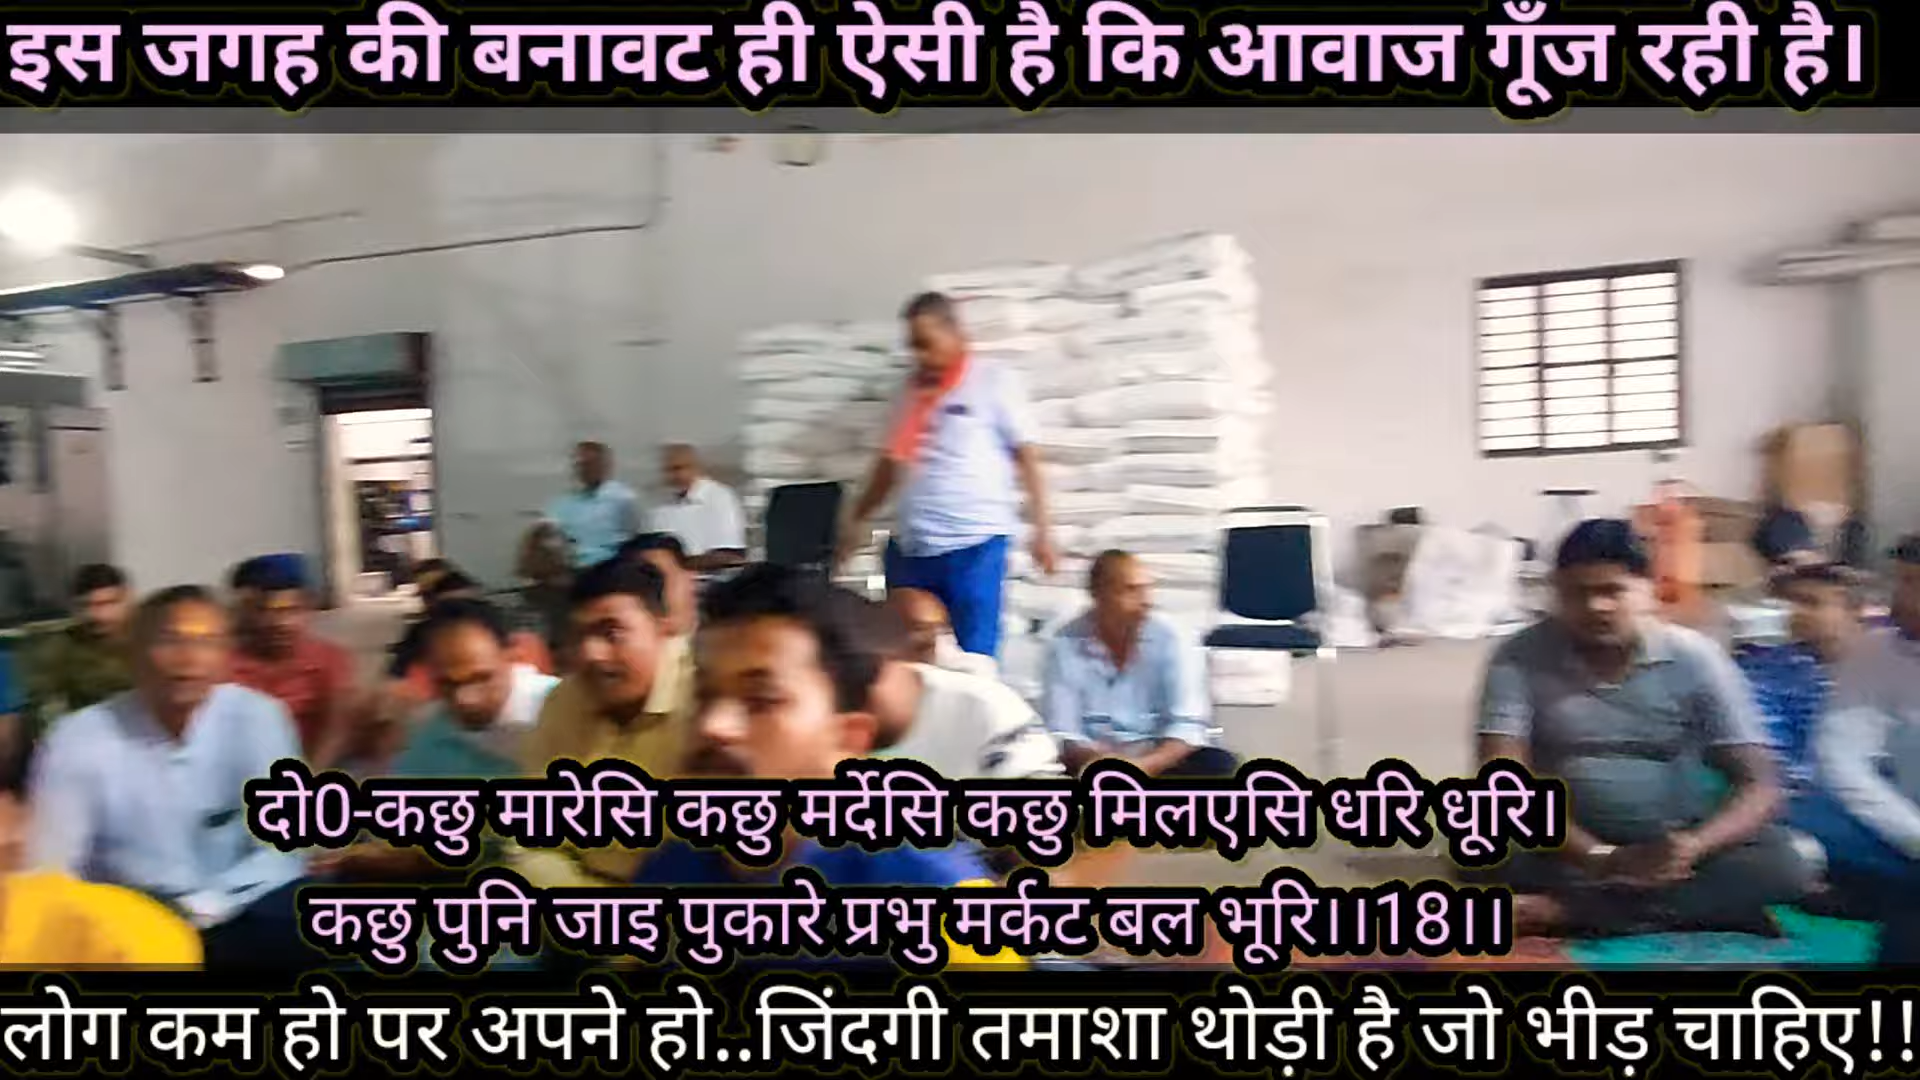 इस जगह की बनावट ही ऐसी है कि आवाज गूँज रही है।
दो0-कछु मारेसि कछु मर्देसि कछु मिलएसि धरि धूरि।
कछु पुनि जाइ पुकारे प्रभु मर्कट बल भूरि।।18।।
लोग कम हो पर अपने हो..जिंदगी तमाशा थोड़ी है जो भीड़ चाहिए!!